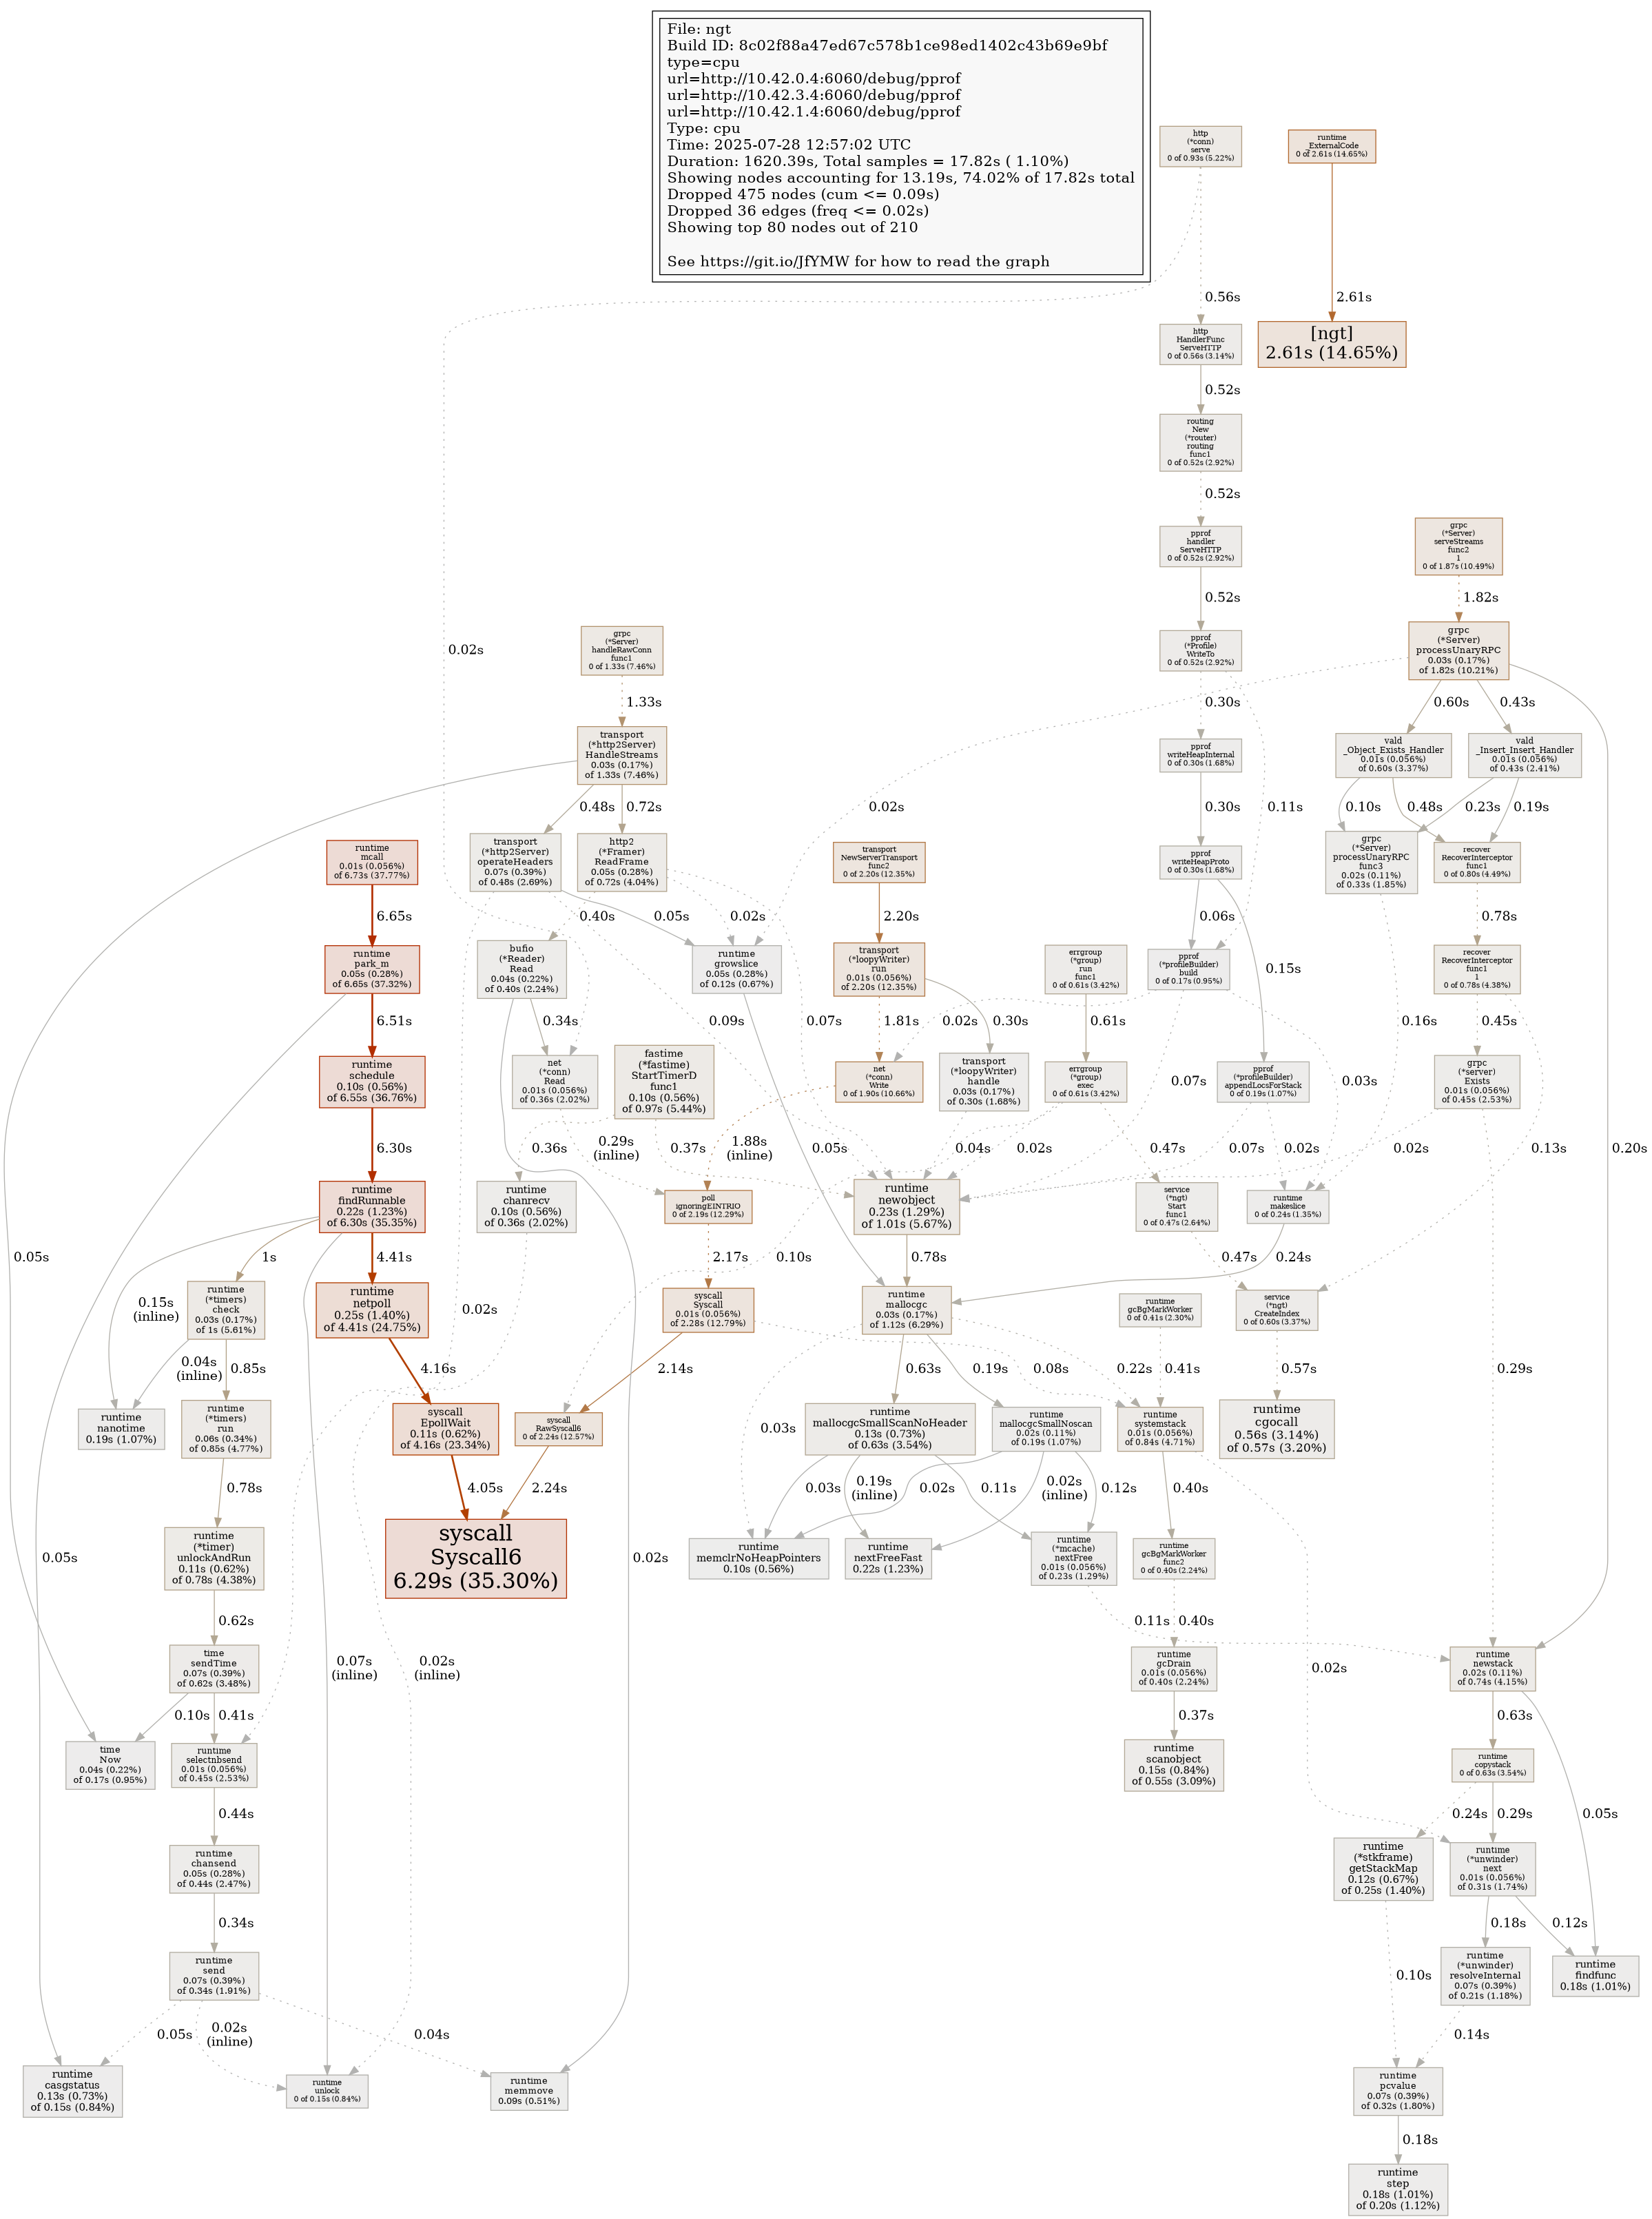 File: ngt
Build ID: 8c02f88a47ed67c578b1ce98ed1402c43b69e9bf
type=cpu
url=http://10.42.0.4:6060/debug/pprof
url=http://10.42.3.4:6060/debug/pprof
url=http://10.42.1.4:6060/debug/pprof
Type: cpu
Time: 2025-07-28 12:57:02 UTC
Duration: 1620.39s, Total samples = 17.82s ( 1.10%)
Showing nodes accounting for 13.19s, 74.02% of 17.82s total
Dropped 475 nodes (cum <= 0.09s)
Dropped 36 edges (freq <= 0.02s)
Showing top 80 nodes out of 210
See https://git.io/JfYMW for how to read the graph
http
(*conn)
serve
0 of 0.93s (5.22%)
runtime
_ExternalCode
0 of 2.61s (14.65%)
0.56s
2.61s
http
HandlerFunc
ServeHTTP
0 of 0.56s (3.14%)
[ngt]
2.61s (14.65%)
0.52s
routing
New
(*router)
routing
func1
0 of 0.52s (2.92%)
0.52s
pprof
handler
ServeHTTP
0 of 0.52s (2.92%)
grpc
(*Server)
serveStreams
func2
1
0 of 1.87s (10.49%)
0.52s
1.82s
0.02s
grpc
(*Server)
handleRawConn
func1
0 of 1.33s (7.46%)
pprof
(*Profile)
WriteTo
0 of 0.52s (2.92%)
grpc
(*Server)
processUnaryRPC
0.03s (0.17%)
of 1.82s (10.21%)
1.33s
0.30s
0.60s
0.43s
transport
(*http2Server)
HandleStreams
0.03s (0.17%)
of 1.33s (7.46%)
pprof
writeHeapInternal
0 of 0.30s (1.68%)
vald
_Object_Exists_Handler
0.01s (0.056%)
of 0.60s (3.37%)
vald
_Insert_Insert_Handler
0.01s (0.056%)
of 0.43s (2.41%)
0.48s
0.72s
0.02s
0.30s
0.11s
0.10s
0.48s
0.23s
0.19s
runtime
mcall
0.01s (0.056%)
of 6.73s (37.77%)
transport
(*http2Server)
operateHeaders
0.07s (0.39%)
of 0.48s (2.69%)
http2
(*Framer)
ReadFrame
0.05s (0.28%)
of 0.72s (4.04%)
transport
NewServerTransport
func2
0 of 2.20s (12.35%)
pprof
writeHeapProto
0 of 0.30s (1.68%)
grpc
(*Server)
processUnaryRPC
func3
0.02s (0.11%)
of 0.33s (1.85%)
recover
RecoverInterceptor
func1
0 of 0.80s (4.49%)
6.65s
0.40s
0.05s
0.02s
2.20s
0.06s
0.78s
runtime
park_m
0.05s (0.28%)
of 6.65s (37.32%)
bufio
(*Reader)
Read
0.04s (0.22%)
of 0.40s (2.24%)
runtime
growslice
0.05s (0.28%)
of 0.12s (0.67%)
transport
(*loopyWriter)
run
0.01s (0.056%)
of 2.20s (12.35%)
errgroup
(*group)
run
func1
0 of 0.61s (3.42%)
pprof
(*profileBuilder)
build
0 of 0.17s (0.95%)
0.15s
recover
RecoverInterceptor
func1
1
0 of 0.78s (4.38%)
6.51s
0.34s
0.09s
0.07s
1.81s
0.02s
0.30s
0.61s
0.16s
0.45s
runtime
schedule
0.10s (0.56%)
of 6.55s (36.76%)
net
(*conn)
Read
0.01s (0.056%)
of 0.36s (2.02%)
fastime
(*fastime)
StartTimerD
func1
0.10s (0.56%)
of 0.97s (5.44%)
net
(*conn)
Write
0 of 1.90s (10.66%)
transport
(*loopyWriter)
handle
0.03s (0.17%)
of 0.30s (1.68%)
errgroup
(*group)
exec
0 of 0.61s (3.42%)
0.07s
pprof
(*profileBuilder)
appendLocsForStack
0 of 0.19s (1.07%)
0.03s
grpc
(*server)
Exists
0.01s (0.056%)
of 0.45s (2.53%)
6.30s
0.36s
0.29s
(inline)
0.37s
1.88s
(inline)
0.05s
0.04s
0.02s
0.47s
0.07s
0.02s
0.02s
0.13s
0.20s
runtime
findRunnable
0.22s (1.23%)
of 6.30s (35.35%)
runtime
chanrecv
0.10s (0.56%)
of 0.36s (2.02%)
poll
ignoringEINTRIO
0 of 2.19s (12.29%)
runtime
newobject
0.23s (1.29%)
of 1.01s (5.67%)
service
(*ngt)
Start
func1
0 of 0.47s (2.64%)
runtime
makeslice
0 of 0.24s (1.35%)
0.05s
1s
4.41s
2.17s
0.10s
0.78s
0.47s
0.24s
runtime
(*timers)
check
0.03s (0.17%)
of 1s (5.61%)
0.15s
(inline)
runtime
netpoll
0.25s (1.40%)
of 4.41s (24.75%)
0.02s
syscall
Syscall
0.01s (0.056%)
of 2.28s (12.79%)
runtime
mallocgc
0.03s (0.17%)
of 1.12s (6.29%)
runtime
gcBgMarkWorker
0 of 0.41s (2.30%)
service
(*ngt)
CreateIndex
0 of 0.60s (3.37%)
0.04s
(inline)
0.85s
4.16s
2.14s
0.63s
0.19s
0.08s
0.22s
0.41s
0.57s
0.29s
runtime
nanotime
0.19s (1.07%)
runtime
(*timers)
run
0.06s (0.34%)
of 0.85s (4.77%)
syscall
EpollWait
0.11s (0.62%)
of 4.16s (23.34%)
syscall
RawSyscall6
0 of 2.24s (12.57%)
0.03s
runtime
mallocgcSmallScanNoHeader
0.13s (0.73%)
of 0.63s (3.54%)
runtime
mallocgcSmallNoscan
0.02s (0.11%)
of 0.19s (1.07%)
runtime
systemstack
0.01s (0.056%)
of 0.84s (4.71%)
runtime
cgocall
0.56s (3.14%)
of 0.57s (3.20%)
0.78s
4.05s
2.24s
0.03s
0.19s
(inline)
0.02s
0.11s
0.02s
(inline)
0.12s
0.40s
runtime
(*timer)
unlockAndRun
0.11s (0.62%)
of 0.78s (4.38%)
syscall
Syscall6
6.29s (35.30%)
0.02s
runtime
memclrNoHeapPointers
0.10s (0.56%)
runtime
nextFreeFast
0.22s (1.23%)
runtime
(*mcache)
nextFree
0.01s (0.056%)
of 0.23s (1.29%)
runtime
gcBgMarkWorker
func2
0 of 0.40s (2.24%)
0.05s
0.62s
0.11s
0.40s
time
sendTime
0.07s (0.39%)
of 0.62s (3.48%)
0.07s
(inline)
0.02s
(inline)
runtime
gcDrain
0.01s (0.056%)
of 0.40s (2.24%)
0.02s
runtime
newstack
0.02s (0.11%)
of 0.74s (4.15%)
0.10s
0.41s
0.37s
0.63s
time
Now
0.04s (0.22%)
of 0.17s (0.95%)
runtime
selectnbsend
0.01s (0.056%)
of 0.45s (2.53%)
runtime
scanobject
0.15s (0.84%)
of 0.55s (3.09%)
runtime
copystack
0 of 0.63s (3.54%)
0.44s
0.24s
0.29s
0.05s
runtime
chansend
0.05s (0.28%)
of 0.44s (2.47%)
runtime
(*stkframe)
getStackMap
0.12s (0.67%)
of 0.25s (1.40%)
runtime
(*unwinder)
next
0.01s (0.056%)
of 0.31s (1.74%)
0.34s
0.18s
0.12s
runtime
send
0.07s (0.39%)
of 0.34s (1.91%)
0.10s
runtime
(*unwinder)
resolveInternal
0.07s (0.39%)
of 0.21s (1.18%)
runtime
findfunc
0.18s (1.01%)
0.05s
0.02s
(inline)
0.04s
0.14s
runtime
casgstatus
0.13s (0.73%)
of 0.15s (0.84%)
runtime
unlock
0 of 0.15s (0.84%)
runtime
memmove
0.09s (0.51%)
runtime
pcvalue
0.07s (0.39%)
of 0.32s (1.80%)
0.18s
runtime
step
0.18s (1.01%)
of 0.20s (1.12%)